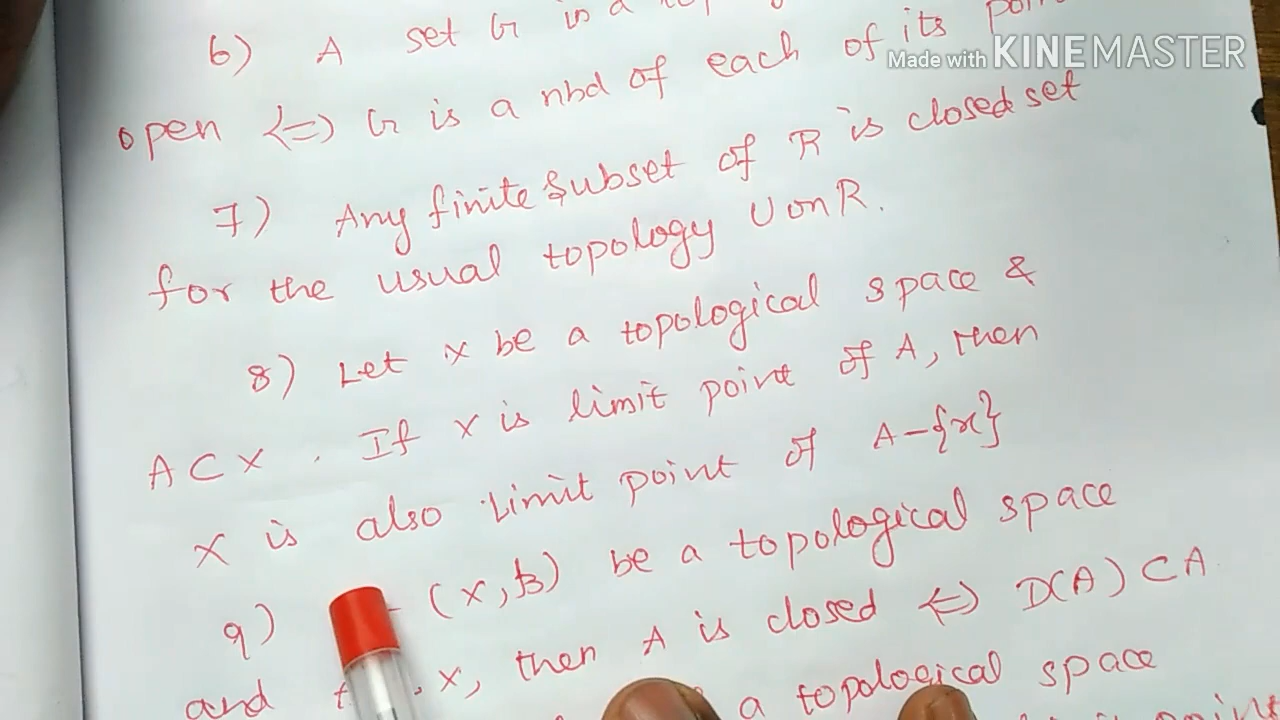 6) A set G in a
Made with KINEMASTER
open <=> G is a nbd of each of its
7) Any finite subset of R is closed set
for the usual topology U on R.
8) Let x be a topological space &
A ⊂ X . If x is limit point of A, then
x is also limit point of A-{x}
9) (x, b) be a topological space
and x, then A is closed <=> D(A) ⊂ A
a topological space